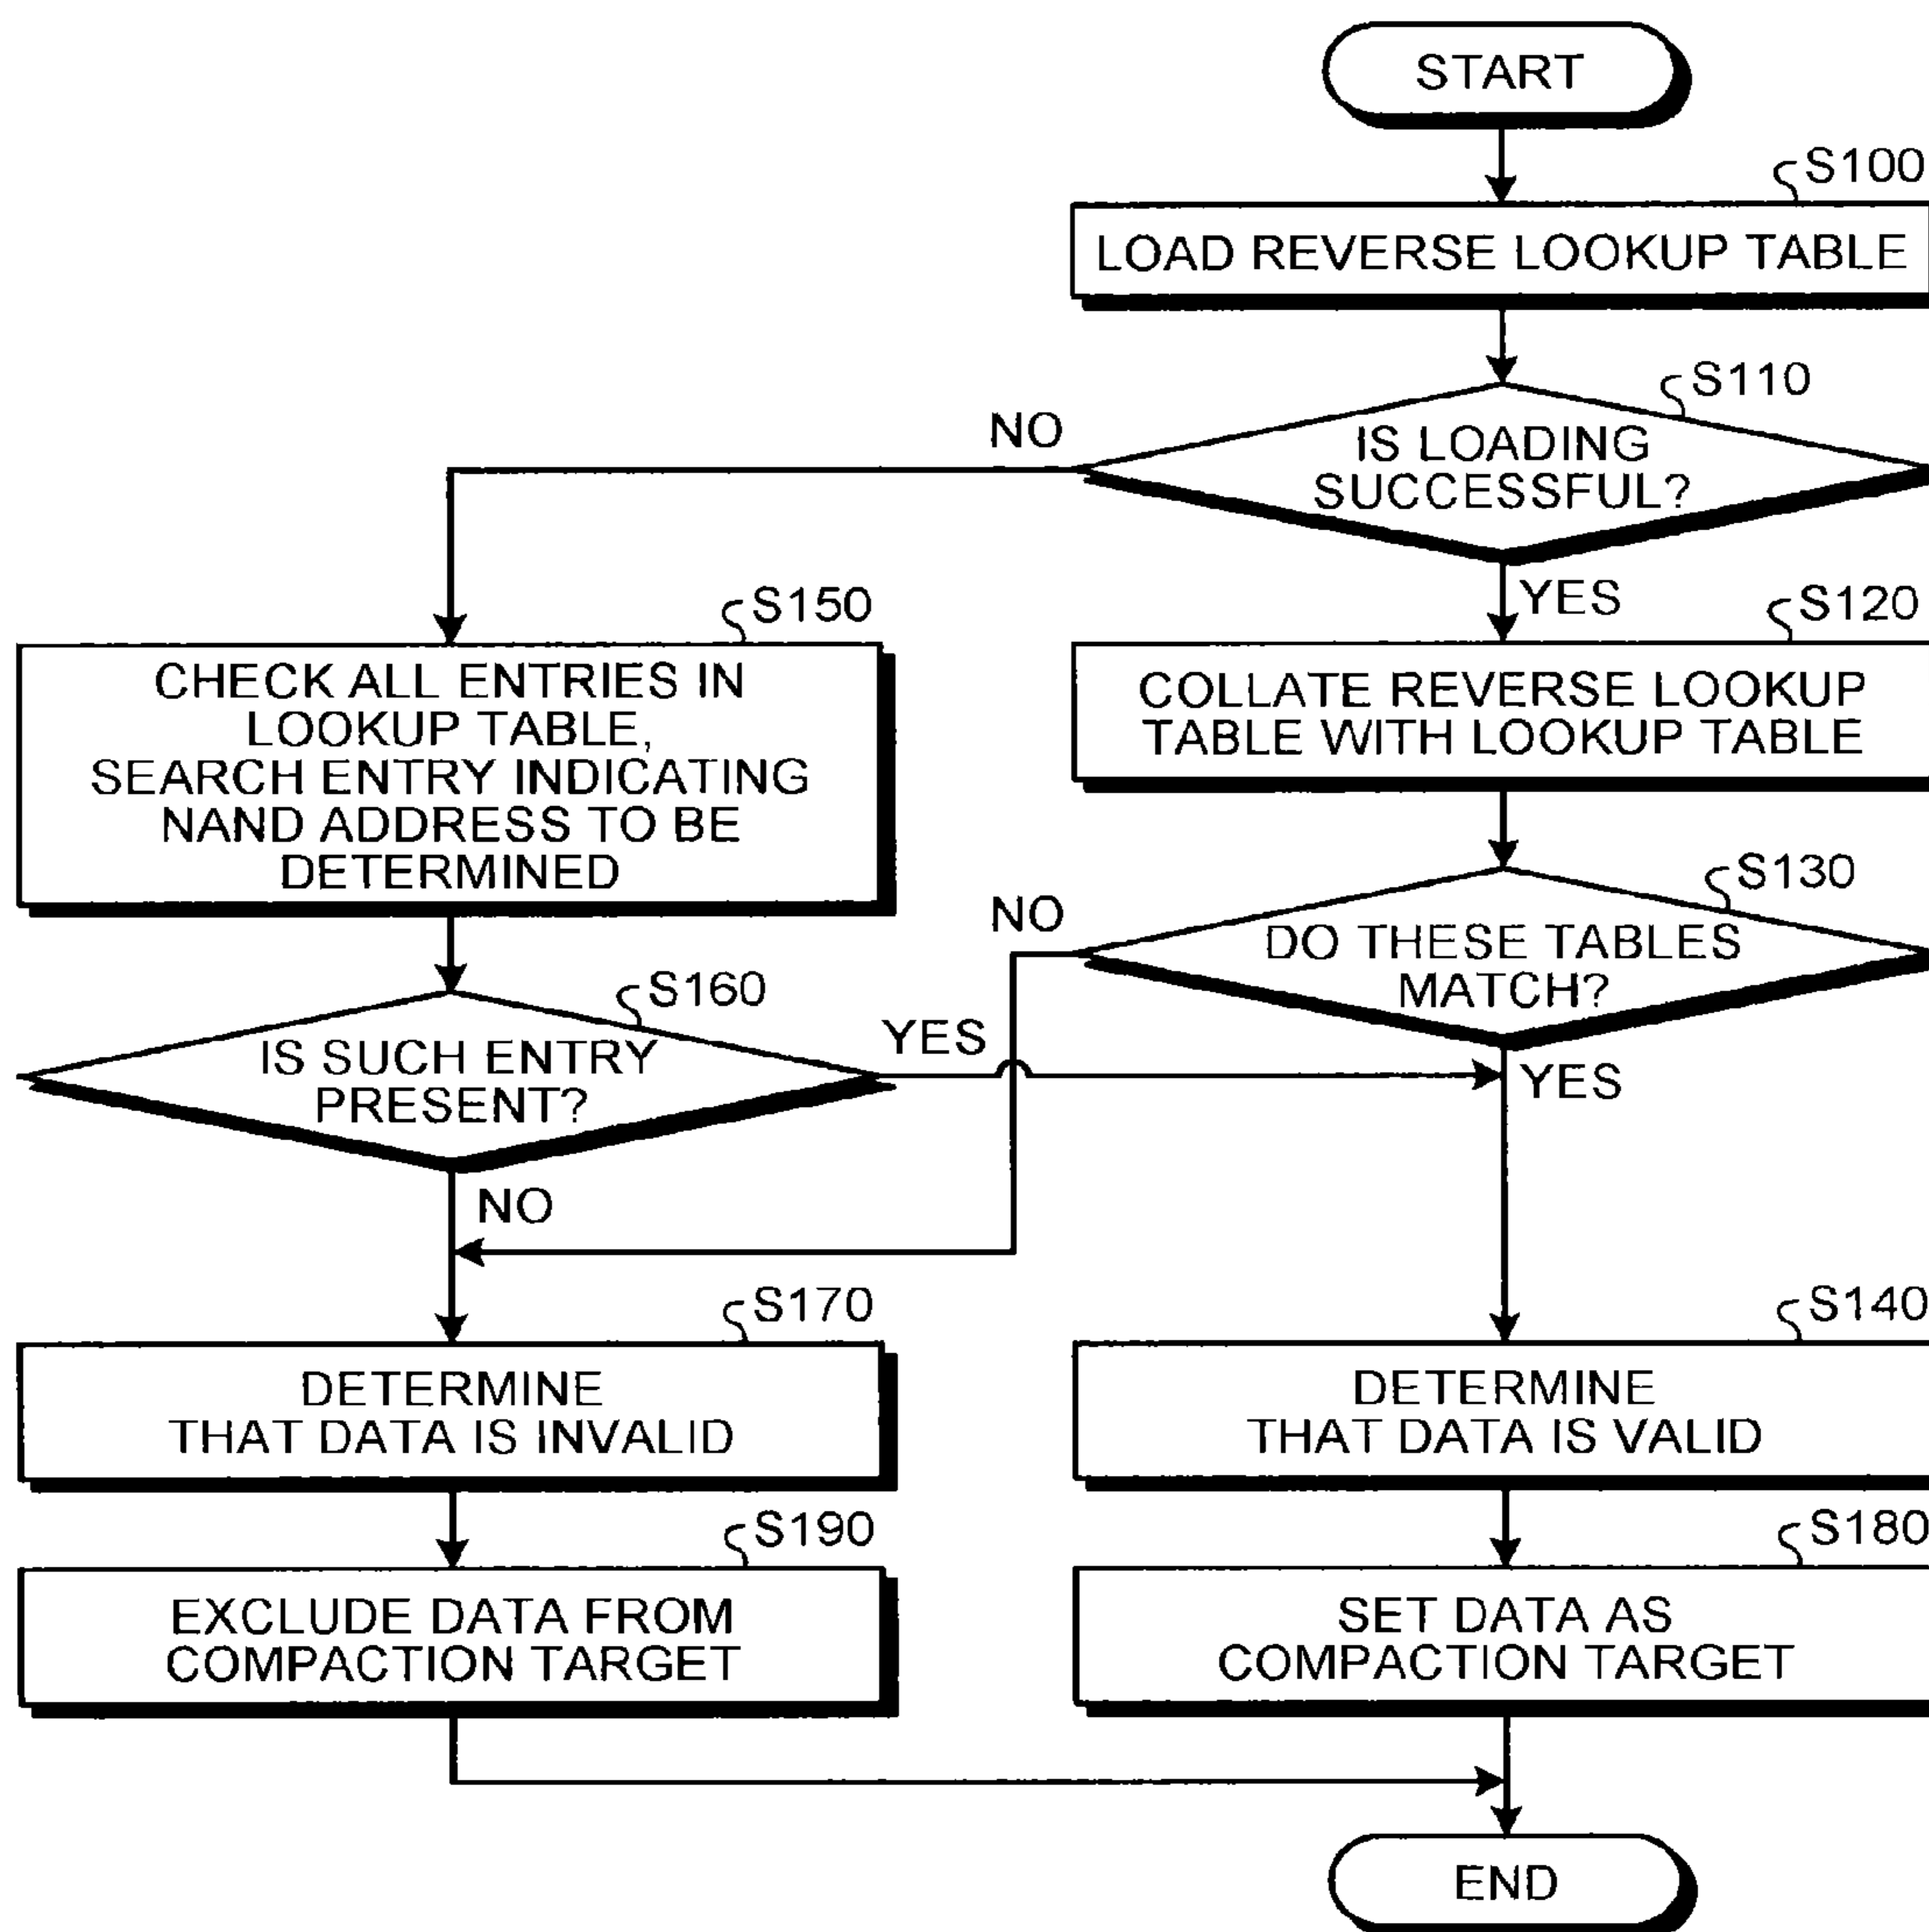 START
S100
LOAD REVERSE LOOKUP TABLE
S110
IS LOADING
SUCCESSFUL?
NO
YES
S120
COLLATE REVERSE LOOKUP
TABLE WITH LOOKUP TABLE
S150
CHECK ALL ENTRIES IN
LOOKUP TABLE,
SEARCH ENTRY INDICATING
NAND ADDRESS TO BE
DETERMINED
S130
DO THESE TABLES
MATCH?
NO
YES
S160
IS SUCH ENTRY
PRESENT?
YES
NO
S170
DETERMINE
THAT DATA IS INVALID
S140
DETERMINE
THAT DATA IS VALID
S190
EXCLUDE DATA FROM
COMPACTION TARGET
S180
SET DATA AS
COMPACTION TARGET
END